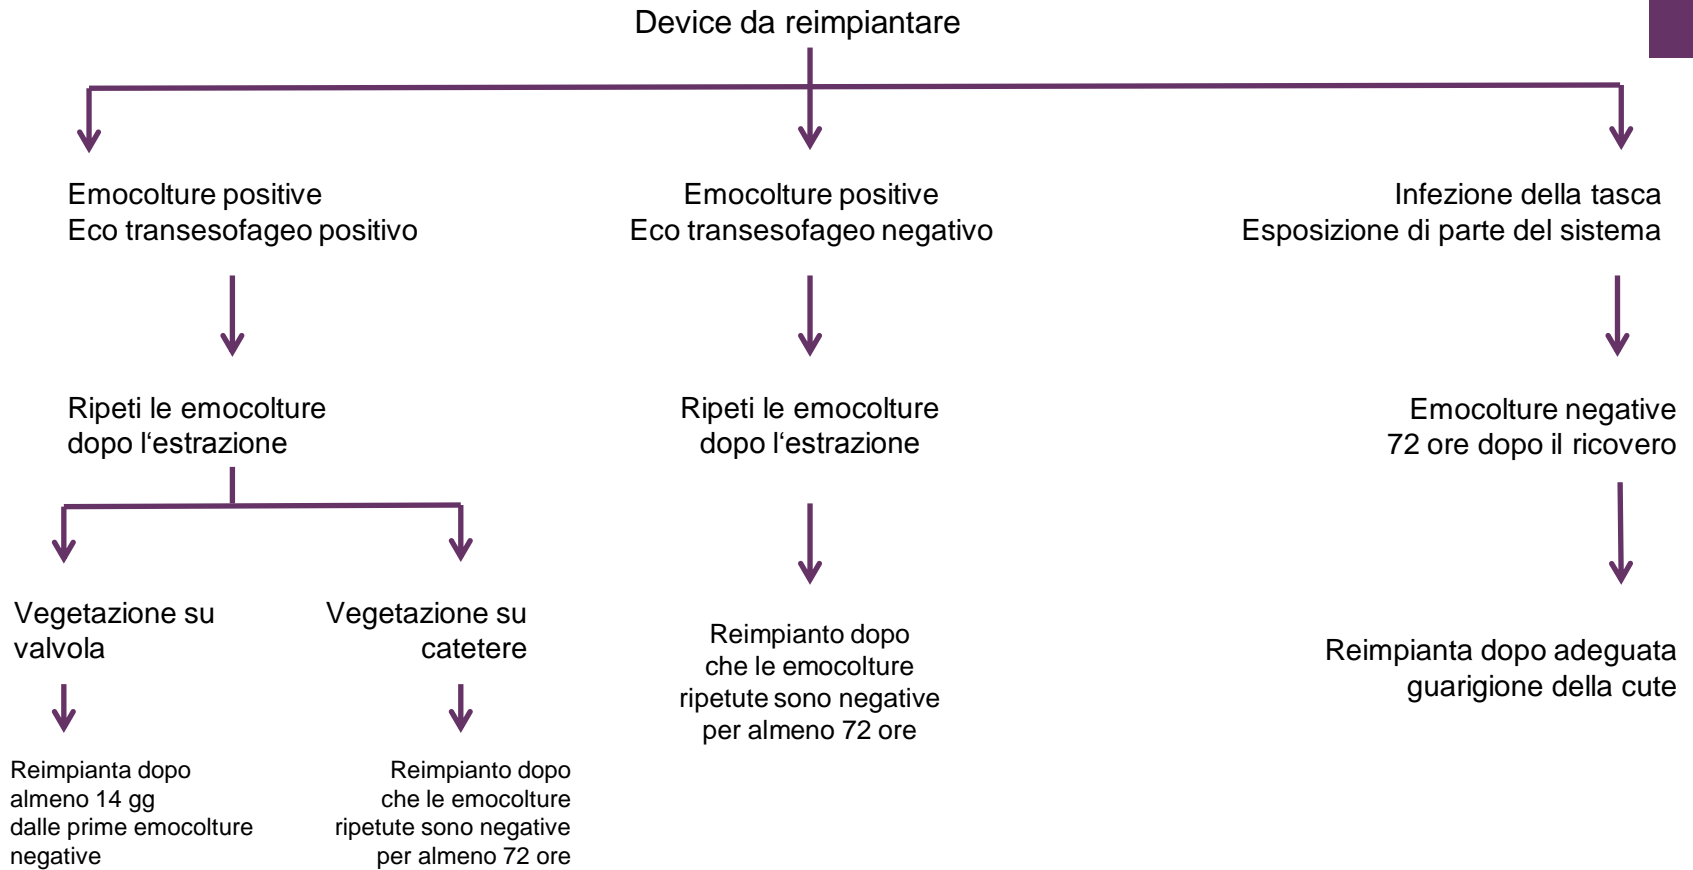 Device da reimpiantare
Emocolture positive
Eco transesofageo positivo
Emocolture positive
Eco transesofageo negativo
Infezione della tasca
Esposizione di parte del sistema
Ripeti le emocolture
dopo l‘estrazione
Ripeti le emocolture
dopo l‘estrazione
Emocolture negative
72 ore dopo il ricovero
Vegetazione su
valvola
Vegetazione su
catetere
Reimpianto dopo
che le emocolture
ripetute sono negative
per almeno 72 ore
Reimpianta dopo adeguata
guarigione della cute
Reimpianta dopo
almeno 14 gg
dalle prime emocolture
negative
Reimpianto dopo
che le emocolture
ripetute sono negative
per almeno 72 ore